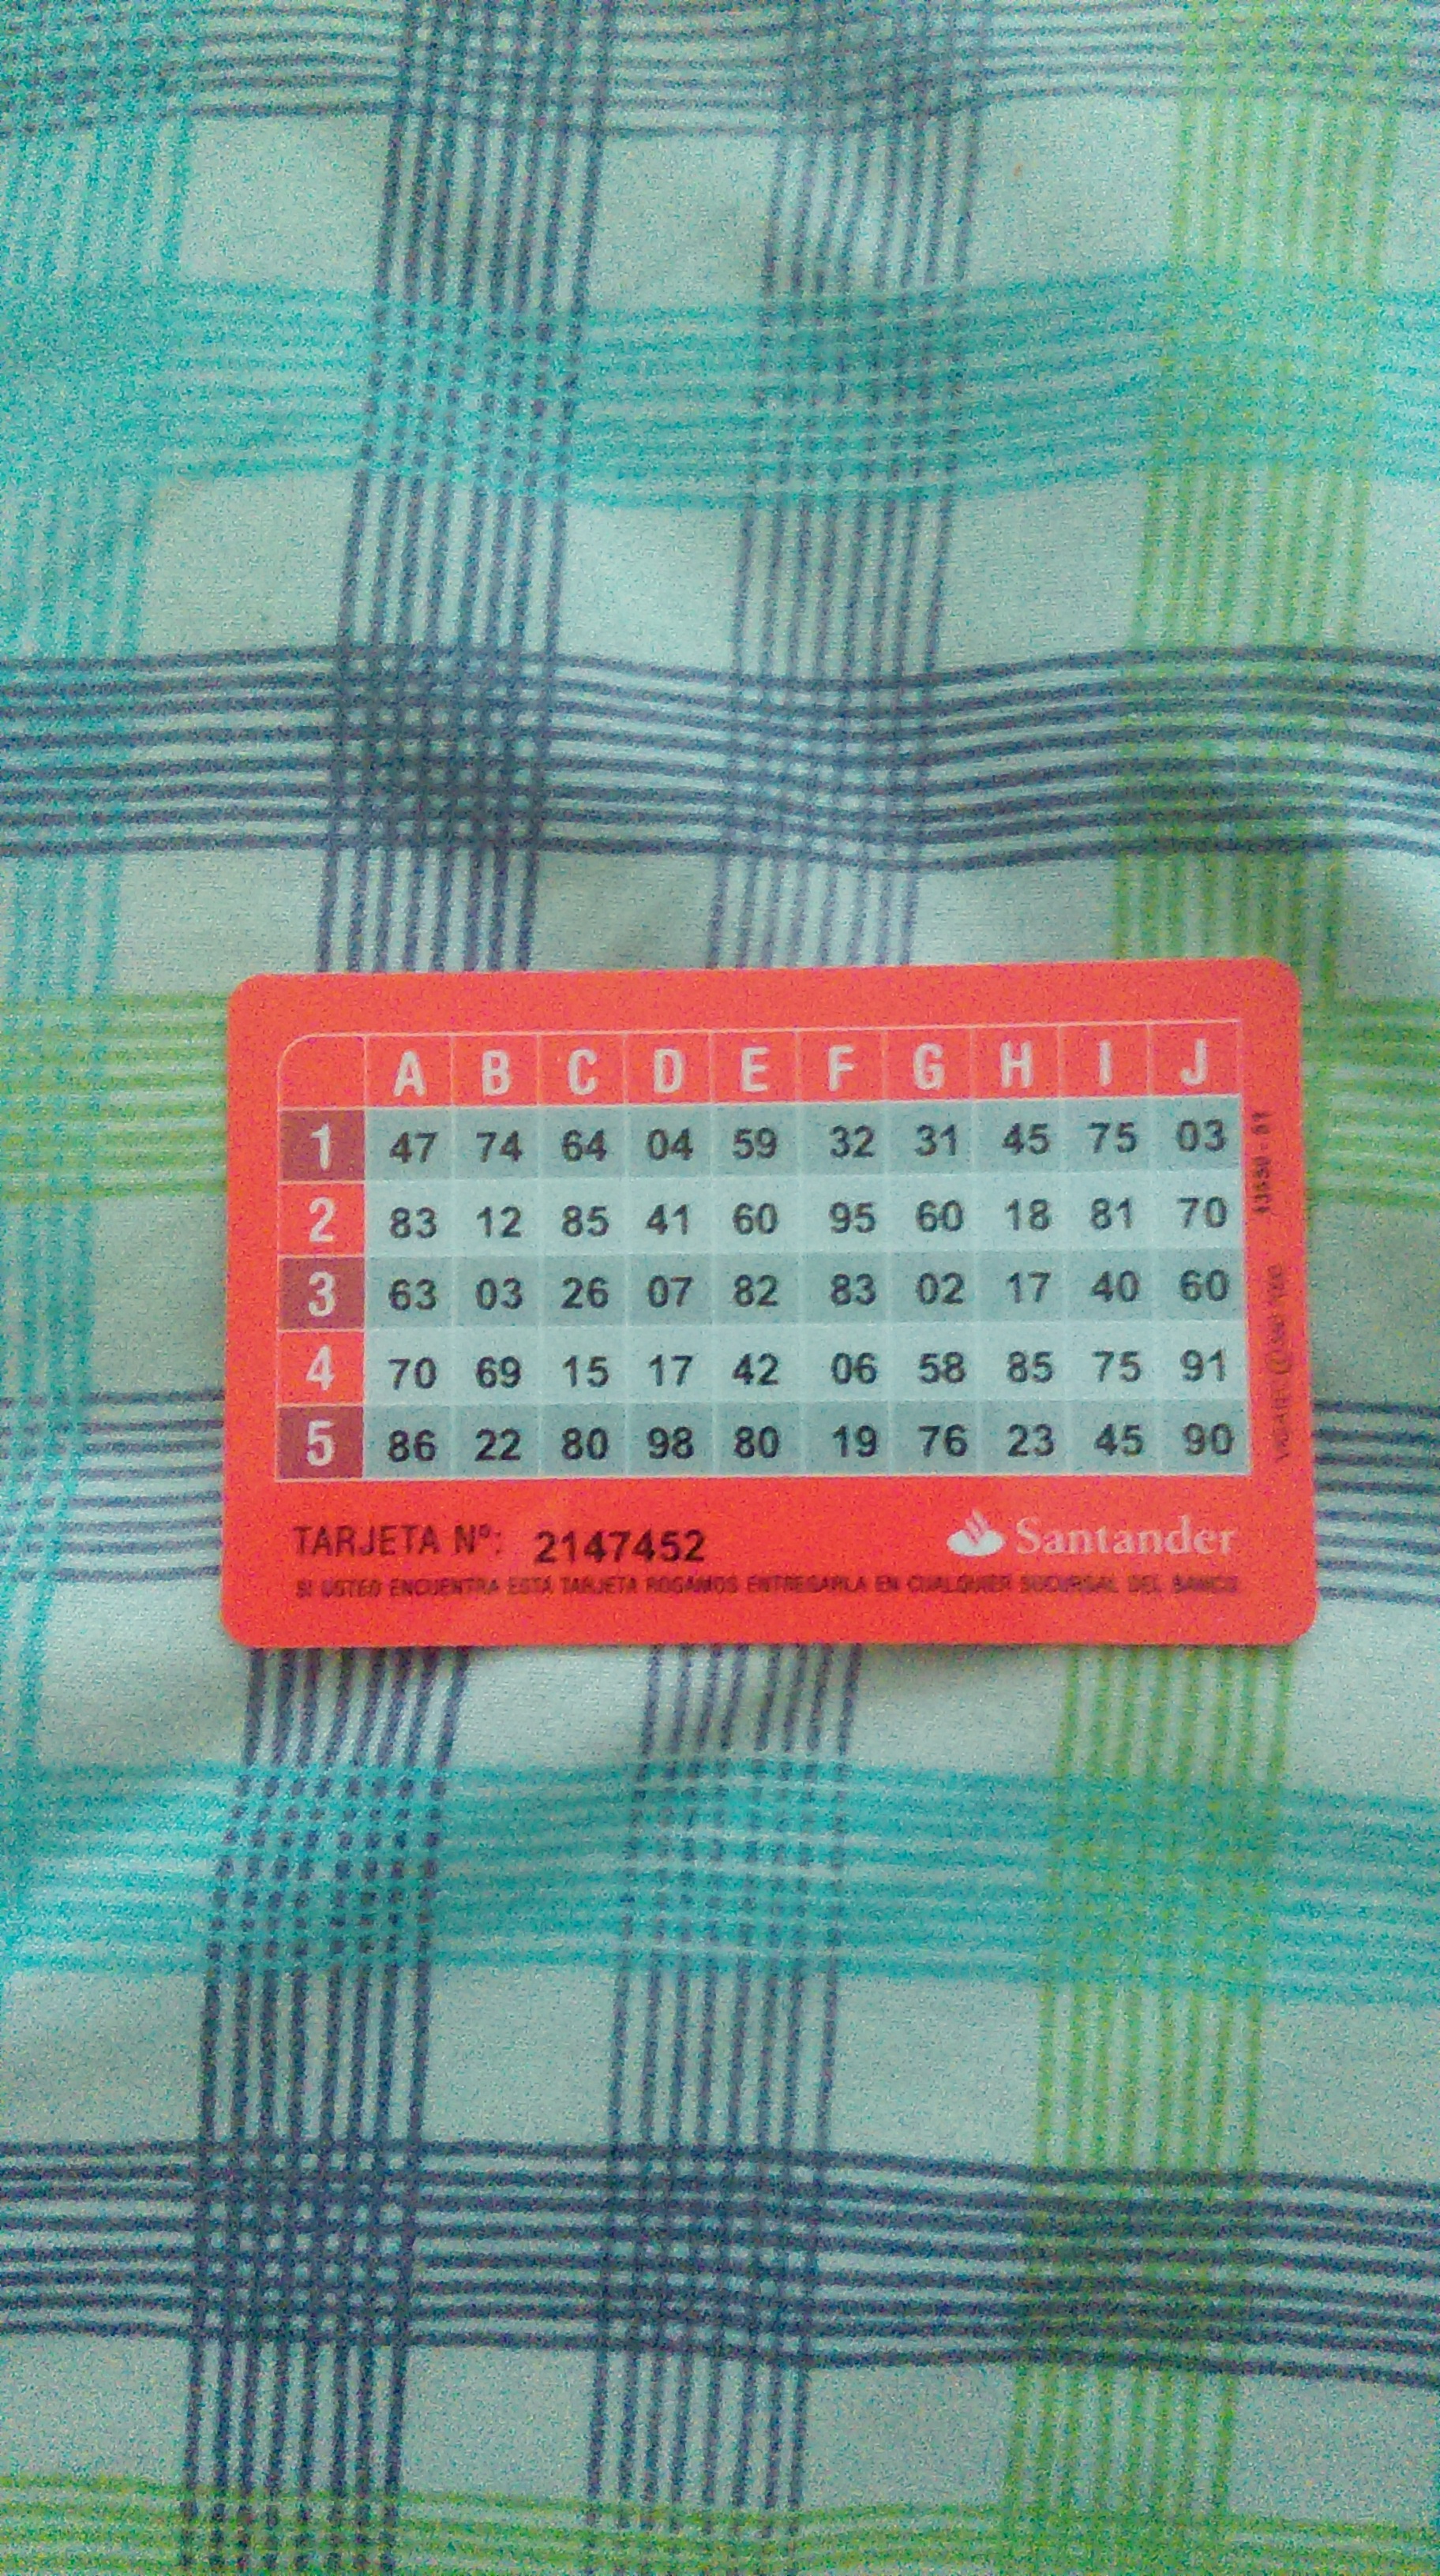 A B C D E F G H I J
1 47 74 64 04 59 32 31 45 75 03
2 83 12 85 41 60 95 60 18 81 70
3 63 03 26 07 82 83 02 17 40 60
4 70 69 15 17 42 06 58 85 75 91
5 86 22 80 98 80 19 76 23 45 90
TARJETA Nº: 2147452
Santander
SI USTED ENCUENTRA ESTA TARJETA ROGAMOS ENTREGARLA EN CUALQUIER SUCURSAL DEL BANCO